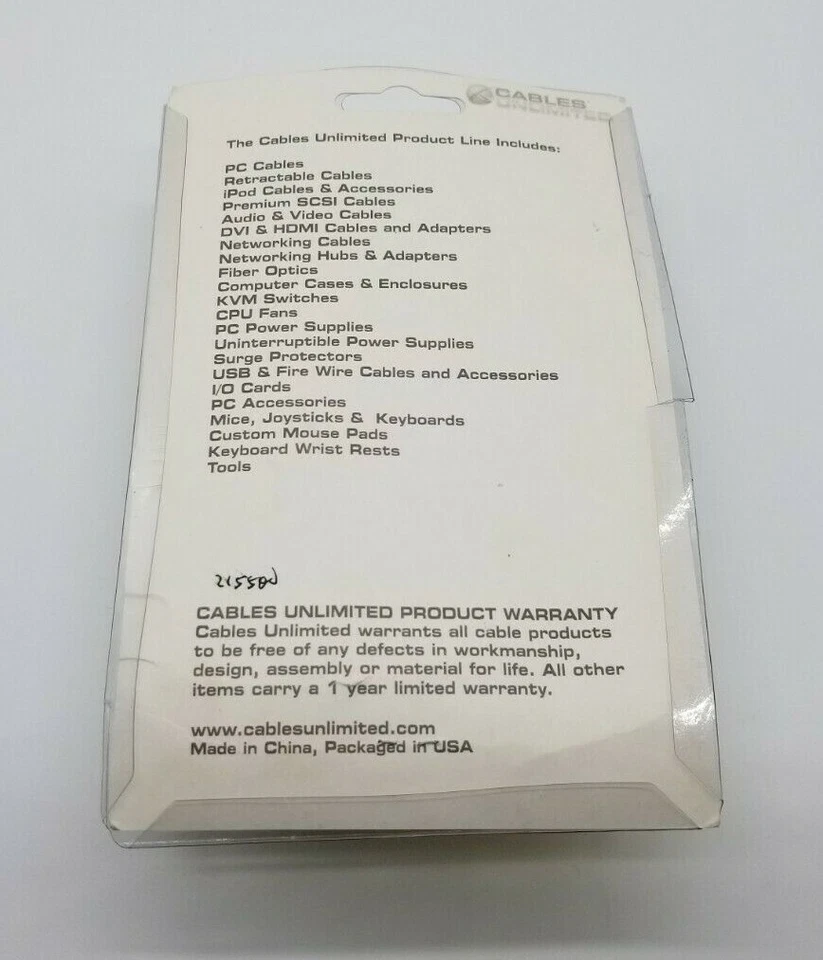 CABLES
UNLIMITED
The Cables Unlimited Product Line Includes:
PC Cables
Retractable Cables
iPod Cables & Accessories
Premium SCSI Cables
Audio & Video Cables
DVI & HDMI Cables and Adapters
Networking Cables
Networking Hubs & Adapters
Fiber Optics
Computer Cases & Enclosures
KVM Switches
CPU Fans
PC Power Supplies
Uninterruptible Power Supplies
Surge Protectors
USB & Fire Wire Cables and Accessories
I/O Cards
PC Accessories
Mice, Joysticks & Keyboards
Custom Mouse Pads
Keyboard Wrist Rests
Tools
CABLES UNLIMITED PRODUCT WARRANTY
Cables Unlimited warrants all cable products
to be free of any defects in workmanship,
design, assembly or material for life. All other
items carry a 1 year limited warranty.
www.cablesunlimited.com
Made in China, Packaged in USA